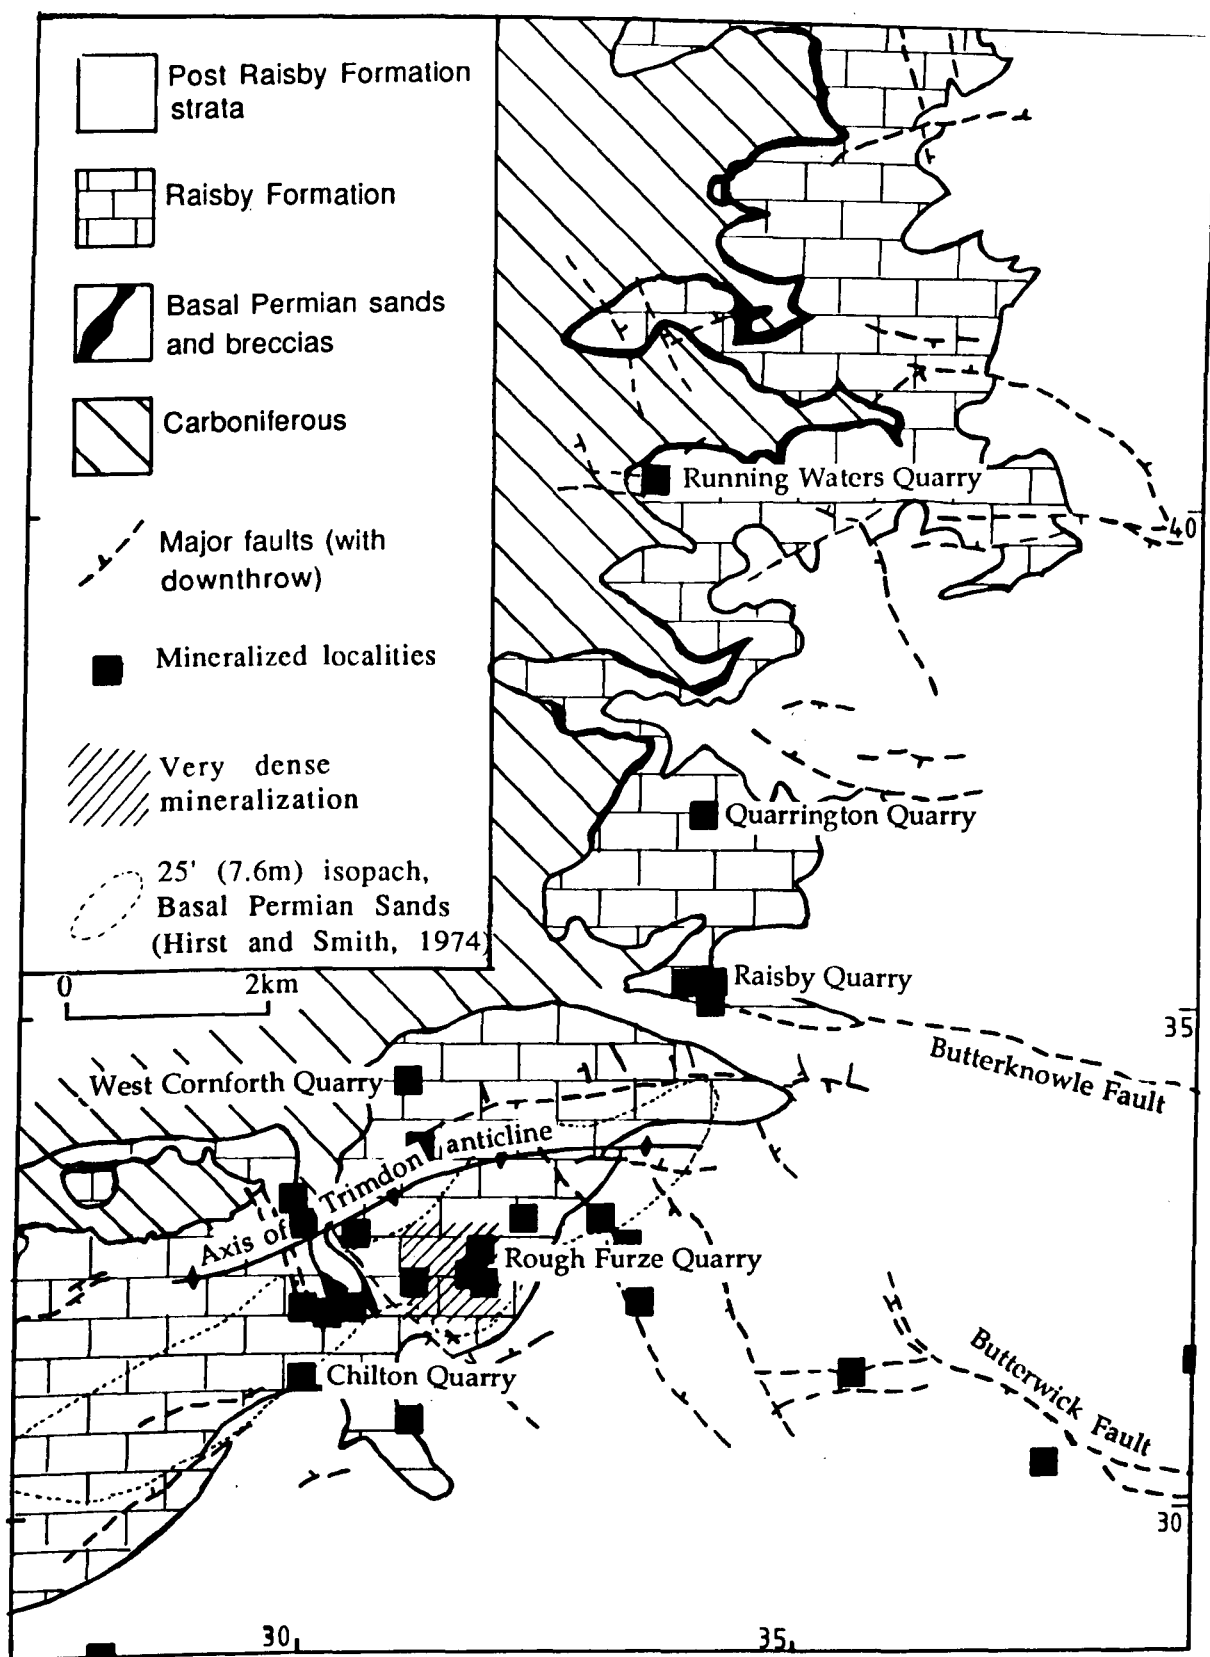 Post Raisby Formation
strata
Raisby Formation
Basal Permian sands
and breccias
Carboniferous
Major faults (with
downthrow)
Mineralized localities
Very dense
mineralization
25' (7.6m) isopach,
Basal Permian Sands
(Hirst and Smith, 1974)
0 2km
Running Waters Quarry
40
Quarrington Quarry
Raisby Quarry
35
Butterknowle Fault
West Cornforth Quarry
Axis of Trimdon anticline
Rough Furze Quarry
Chilton Quarry
Butterwick Fault
30
30 35